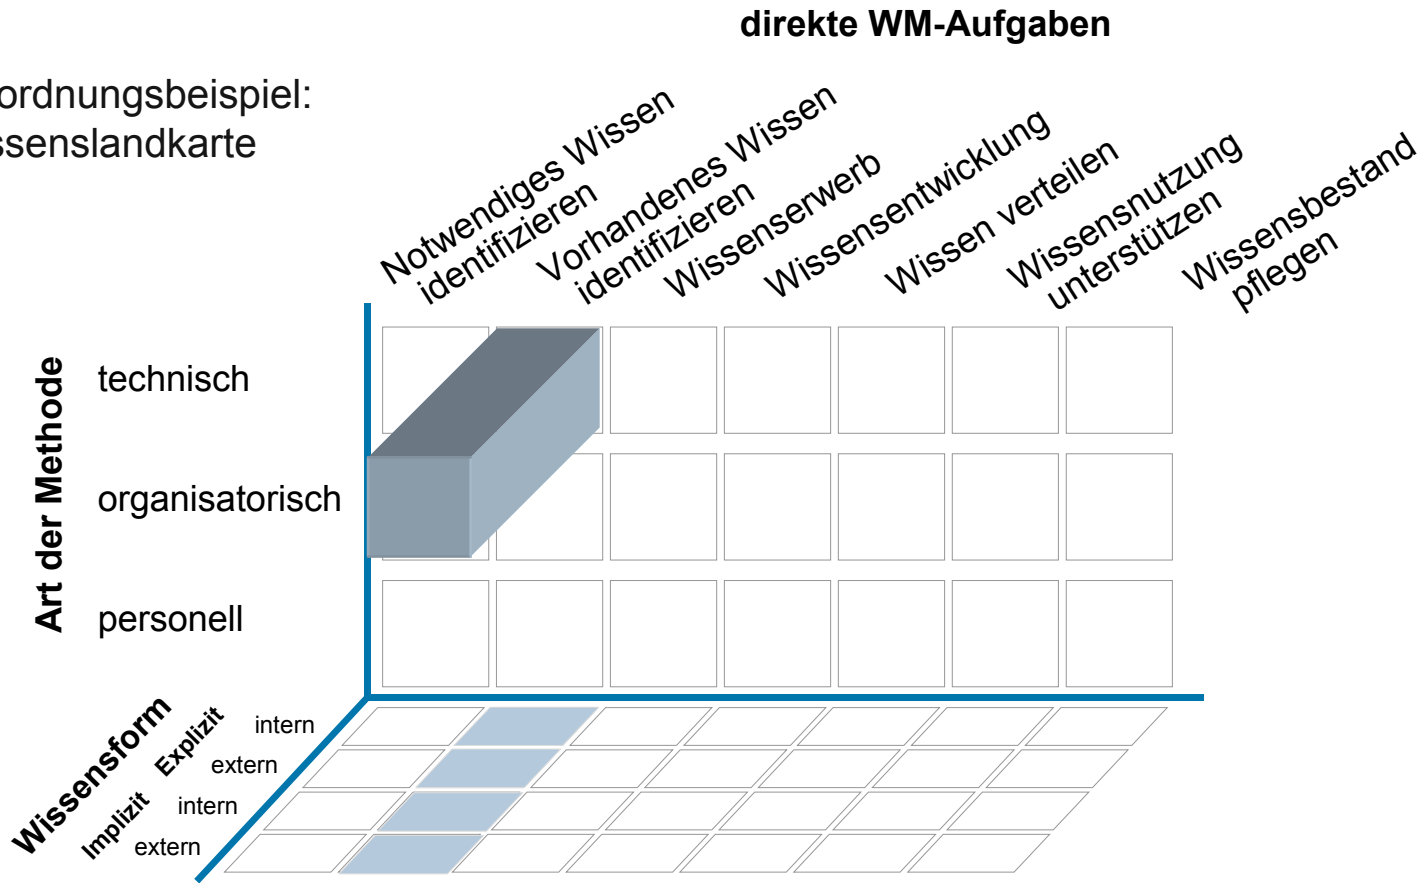 direkte WM-Aufgaben
ordnungsbeispiel:
ssenslandkarte
Notwendiges Wissen
identifizieren
Vorhandenes Wissen
identifizieren
Wissenserwerb
Wissensentwicklung
Wissen verteilen
Wissensnutzung
unterstützen
Wissensbestand
pflegen
Art der Methode
technisch
organisatorisch
personell
Wissensform
Explizit
intern
extern
Implizit
intern
extern